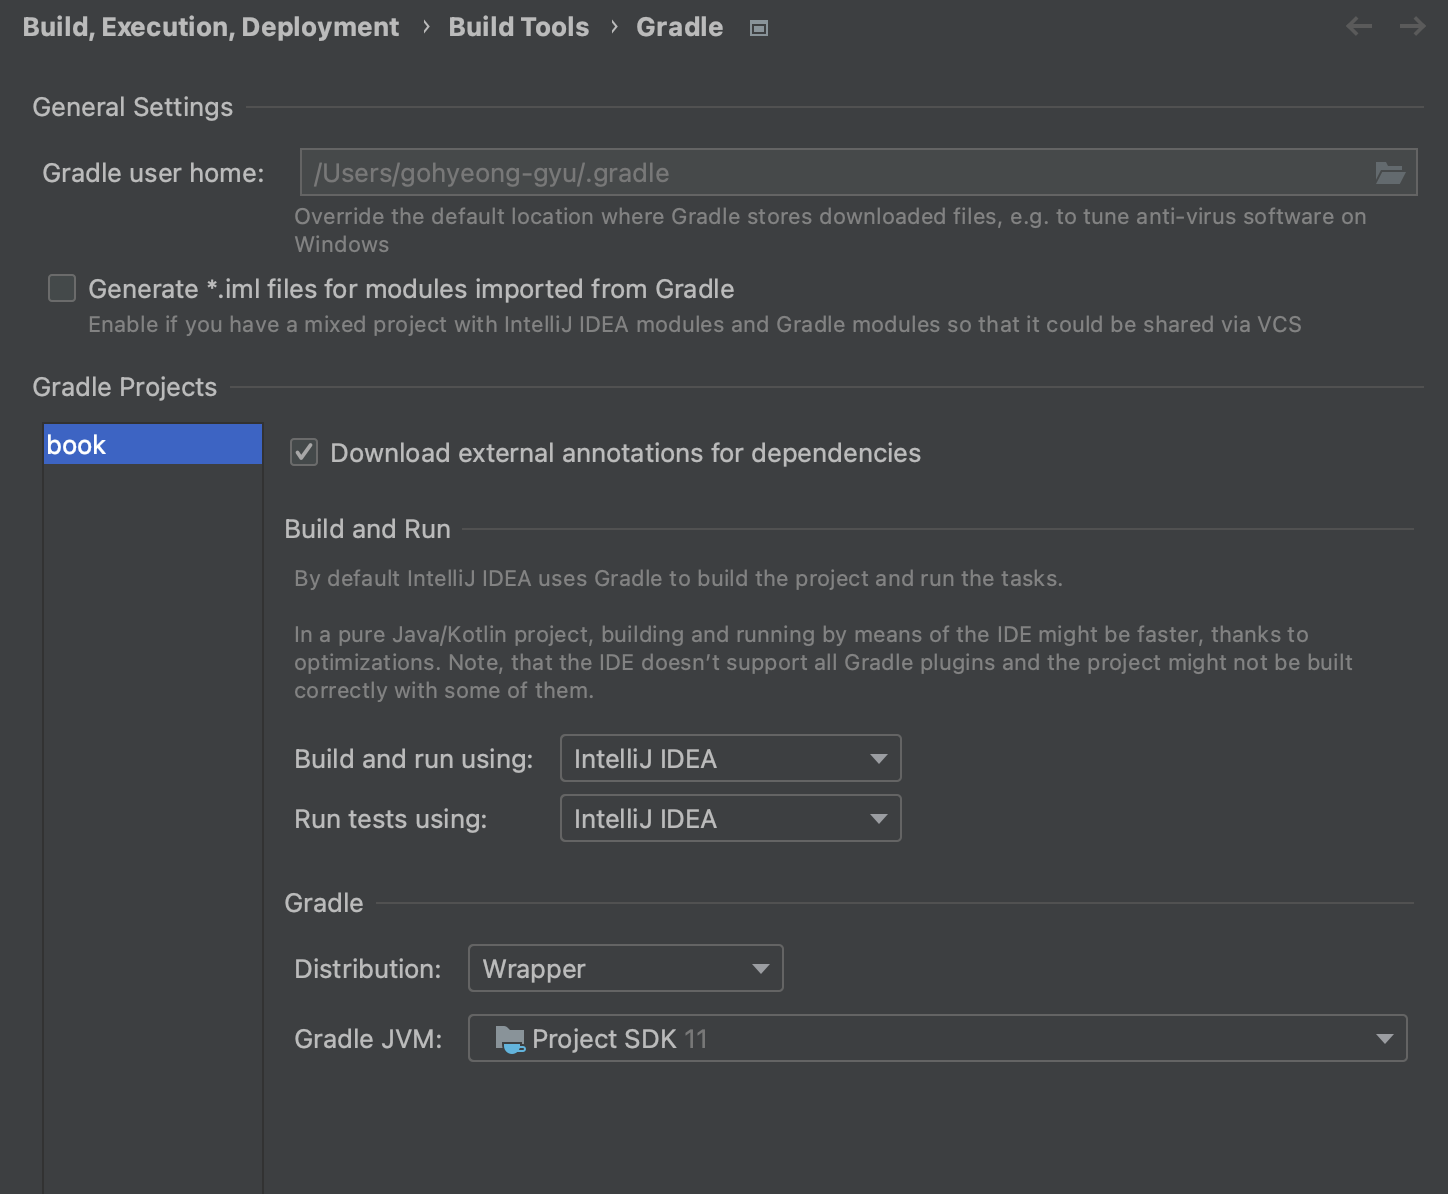 Build, Execution, Deployment › Build Tools › Gradle
General Settings
Gradle user home: /Users/gohyeong-gyu/.gradle
Override the default location where Gradle stores downloaded files, e.g. to tune anti-virus software on
Windows
Generate *.iml files for modules imported from Gradle
Enable if you have a mixed project with IntelliJ IDEA modules and Gradle modules so that it could be shared via VCS
Gradle Projects
book
Download external annotations for dependencies
Build and Run
By default IntelliJ IDEA uses Gradle to build the project and run the tasks.
In a pure Java/Kotlin project, building and running by means of the IDE might be faster, thanks to
optimizations. Note, that the IDE doesn't support all Gradle plugins and the project might not be built
correctly with some of them.
Build and run using: IntelliJ IDEA
Run tests using: IntelliJ IDEA
Gradle
Distribution: Wrapper
Gradle JVM: Project SDK 11